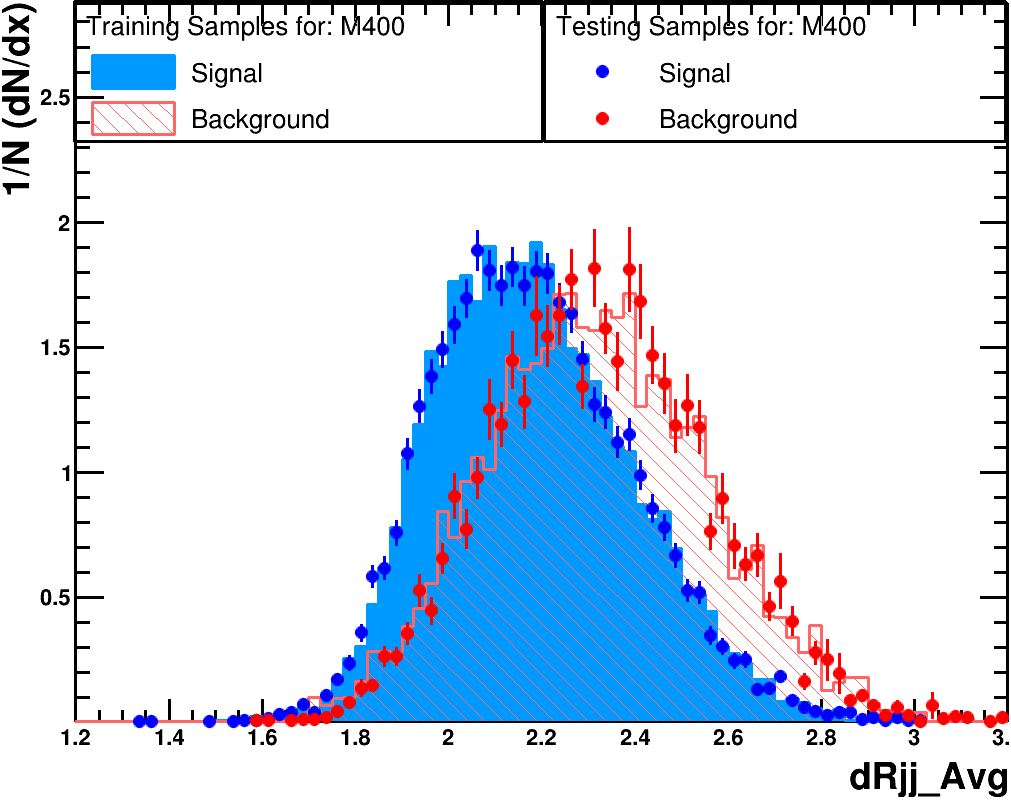 Training Samples for: M400
Signal
Background
Testing Samples for: M400
Signal
Background
1/N (dN/dx)
2.5
2
1.5
1
0.5
1.2 1.4 1.6 1.8 2 2.2 2.4 2.6 2.8 3 3.
dRjj_Avg